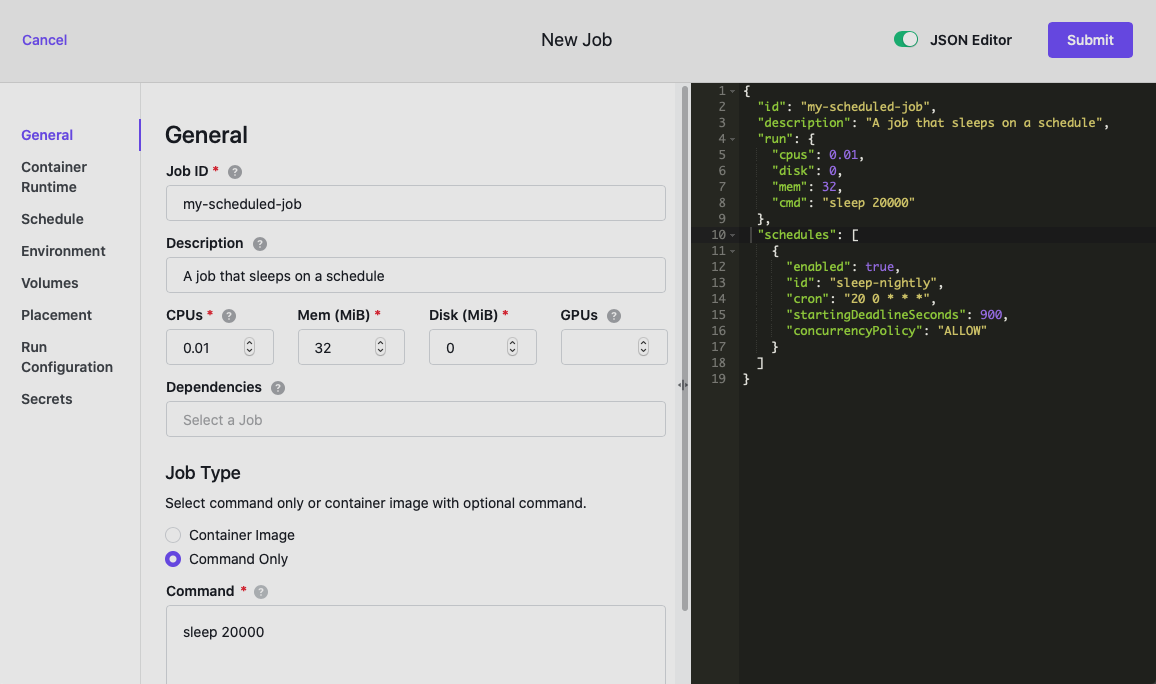 Cancel
New Job
JSON Editor
Submit
General
Container
Runtime
Schedule
Environment
Volumes
Placement
Run
Configuration
Secrets
General
Job ID * ?
my-scheduled-job
Description ?
A job that sleeps on a schedule
CPUs * ? Mem (MiB) * Disk (MiB) * GPUs ?
0.01 32 0
Dependencies ?
Select a Job
Job Type
Select command only or container image with optional command.
Container Image
Command Only
Command * ?
sleep 20000
1 {
2 "id": "my-scheduled-job",
3 "description": "A job that sleeps on a schedule",
4 "run": {
5 "cpus": 0.01,
6 "disk": 0,
7 "mem": 32,
8 "cmd": "sleep 20000"
9 },
10 "schedules": [
11 {
12 "enabled": true,
13 "id": "sleep-nightly",
14 "cron": "20 0 * * *",
15 "startingDeadlineSeconds": 900,
16 "concurrencyPolicy": "ALLOW"
17 }
18 ]
19 }